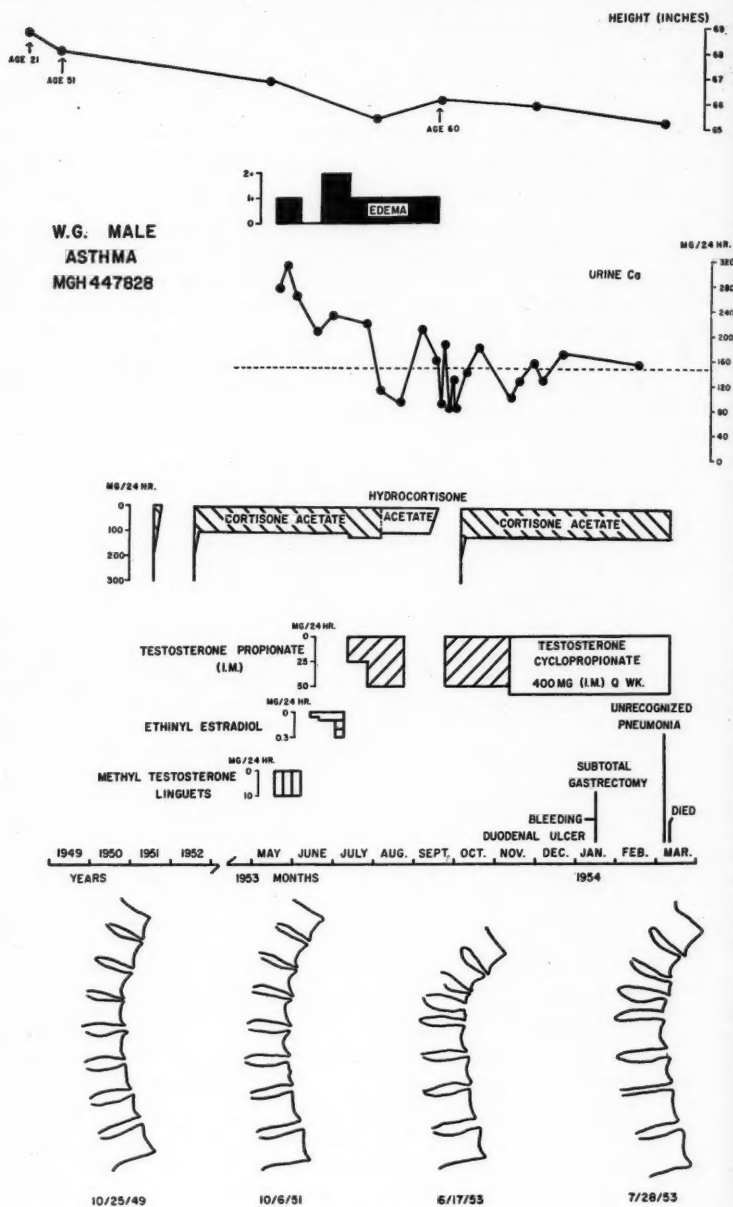 HEIGHT (INCHES)
69
68
67
66
65
AGE 21
AGE 51
AGE 60
2+
1+
0
EDEMA
W.G. MALE
ASTHMA
MGH 447828
MG/24 HR.
320
280
240
200
160
120
80
40
0
URINE Ca
MG/24 HR.
0
100
200
300
CORTISONE ACETATE
HYDROCORTISONE
ACETATE
CORTISONE ACETATE
MG/24 HR.
0
25
50
TESTOSTERONE PROPIONATE
(I.M.)
TESTOSTERONE
CYCLOPROPIONATE
400 MG (I.M.) Q WK.
MG/24 HR.
0
0.3
ETHINYL ESTRADIOL
MG/24 HR.
0
10
METHYL TESTOSTERONE
LINGUETS
UNRECOGNIZED
PNEUMONIA
SUBTOTAL
GASTRECTOMY
BLEEDING
DUODENAL ULCER
DIED
1949 1950 1951 1952
YEARS
MAY JUNE JULY AUG. SEPT. OCT. NOV. DEC. JAN. FEB. MAR.
1953 MONTHS 1954
10/25/49 10/6/51 6/17/53 7/28/53